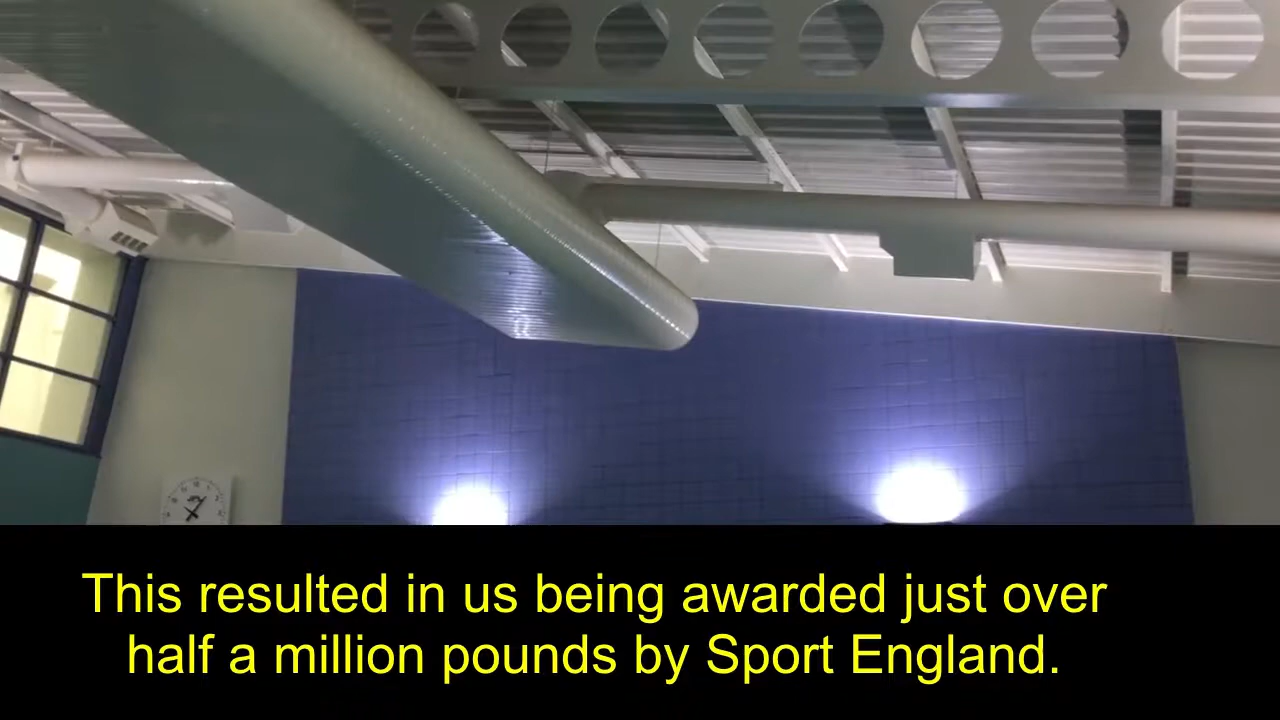 This resulted in us being awarded just over
half a million pounds by Sport England.